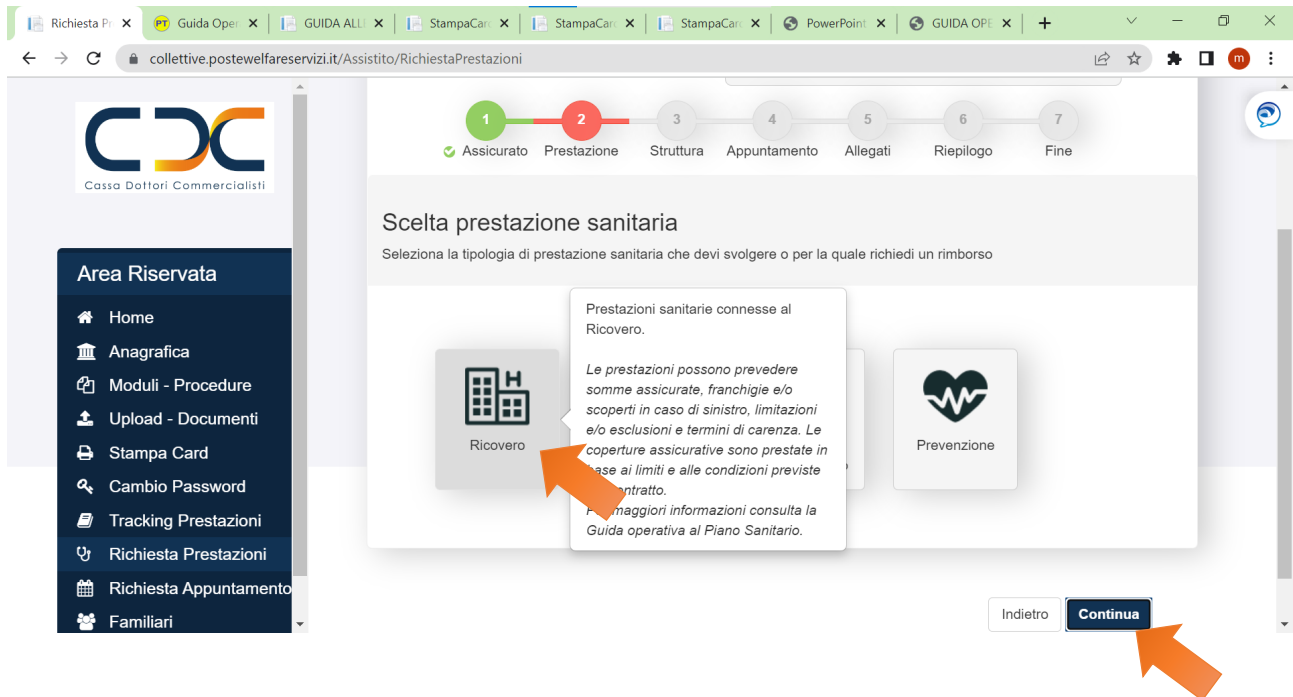 Richiesta Pr
PT Guida Oper
GUIDA ALL
StampaCar
StampaCar
StampaCar
PowerPoint
GUIDA OPE
collettive.postewelfareservizi.it/Assistito/RichiestaPrestazioni
m
CDC
Cassa Dottori Commercialisti
Area Riservata
Home
Anagrafica
Moduli - Procedure
Upload - Documenti
Stampa Card
Cambio Password
Tracking Prestazioni
Richiesta Prestazioni
Richiesta Appuntamento
Familiari
1 2 3 4 5 6 7
Assicurato Prestazione Struttura Appuntamento Allegati Riepilogo Fine
Scelta prestazione sanitaria
Seleziona la tipologia di prestazione sanitaria che devi svolgere o per la quale richiedi un rimborso
H
Ricovero
Prestazioni sanitarie connesse al
Ricovero.
Le prestazioni possono prevedere
somme assicurate, franchigie e/o
scoperti in caso di sinistro, limitazioni
e/o esclusioni e termini di carenza. Le
coperture assicurative sono prestate in
base ai limiti e alle condizioni previste
ntratto.
maggiori informazioni consulta la
Guida operativa al Piano Sanitario.
Prevenzione
Indietro
Continua